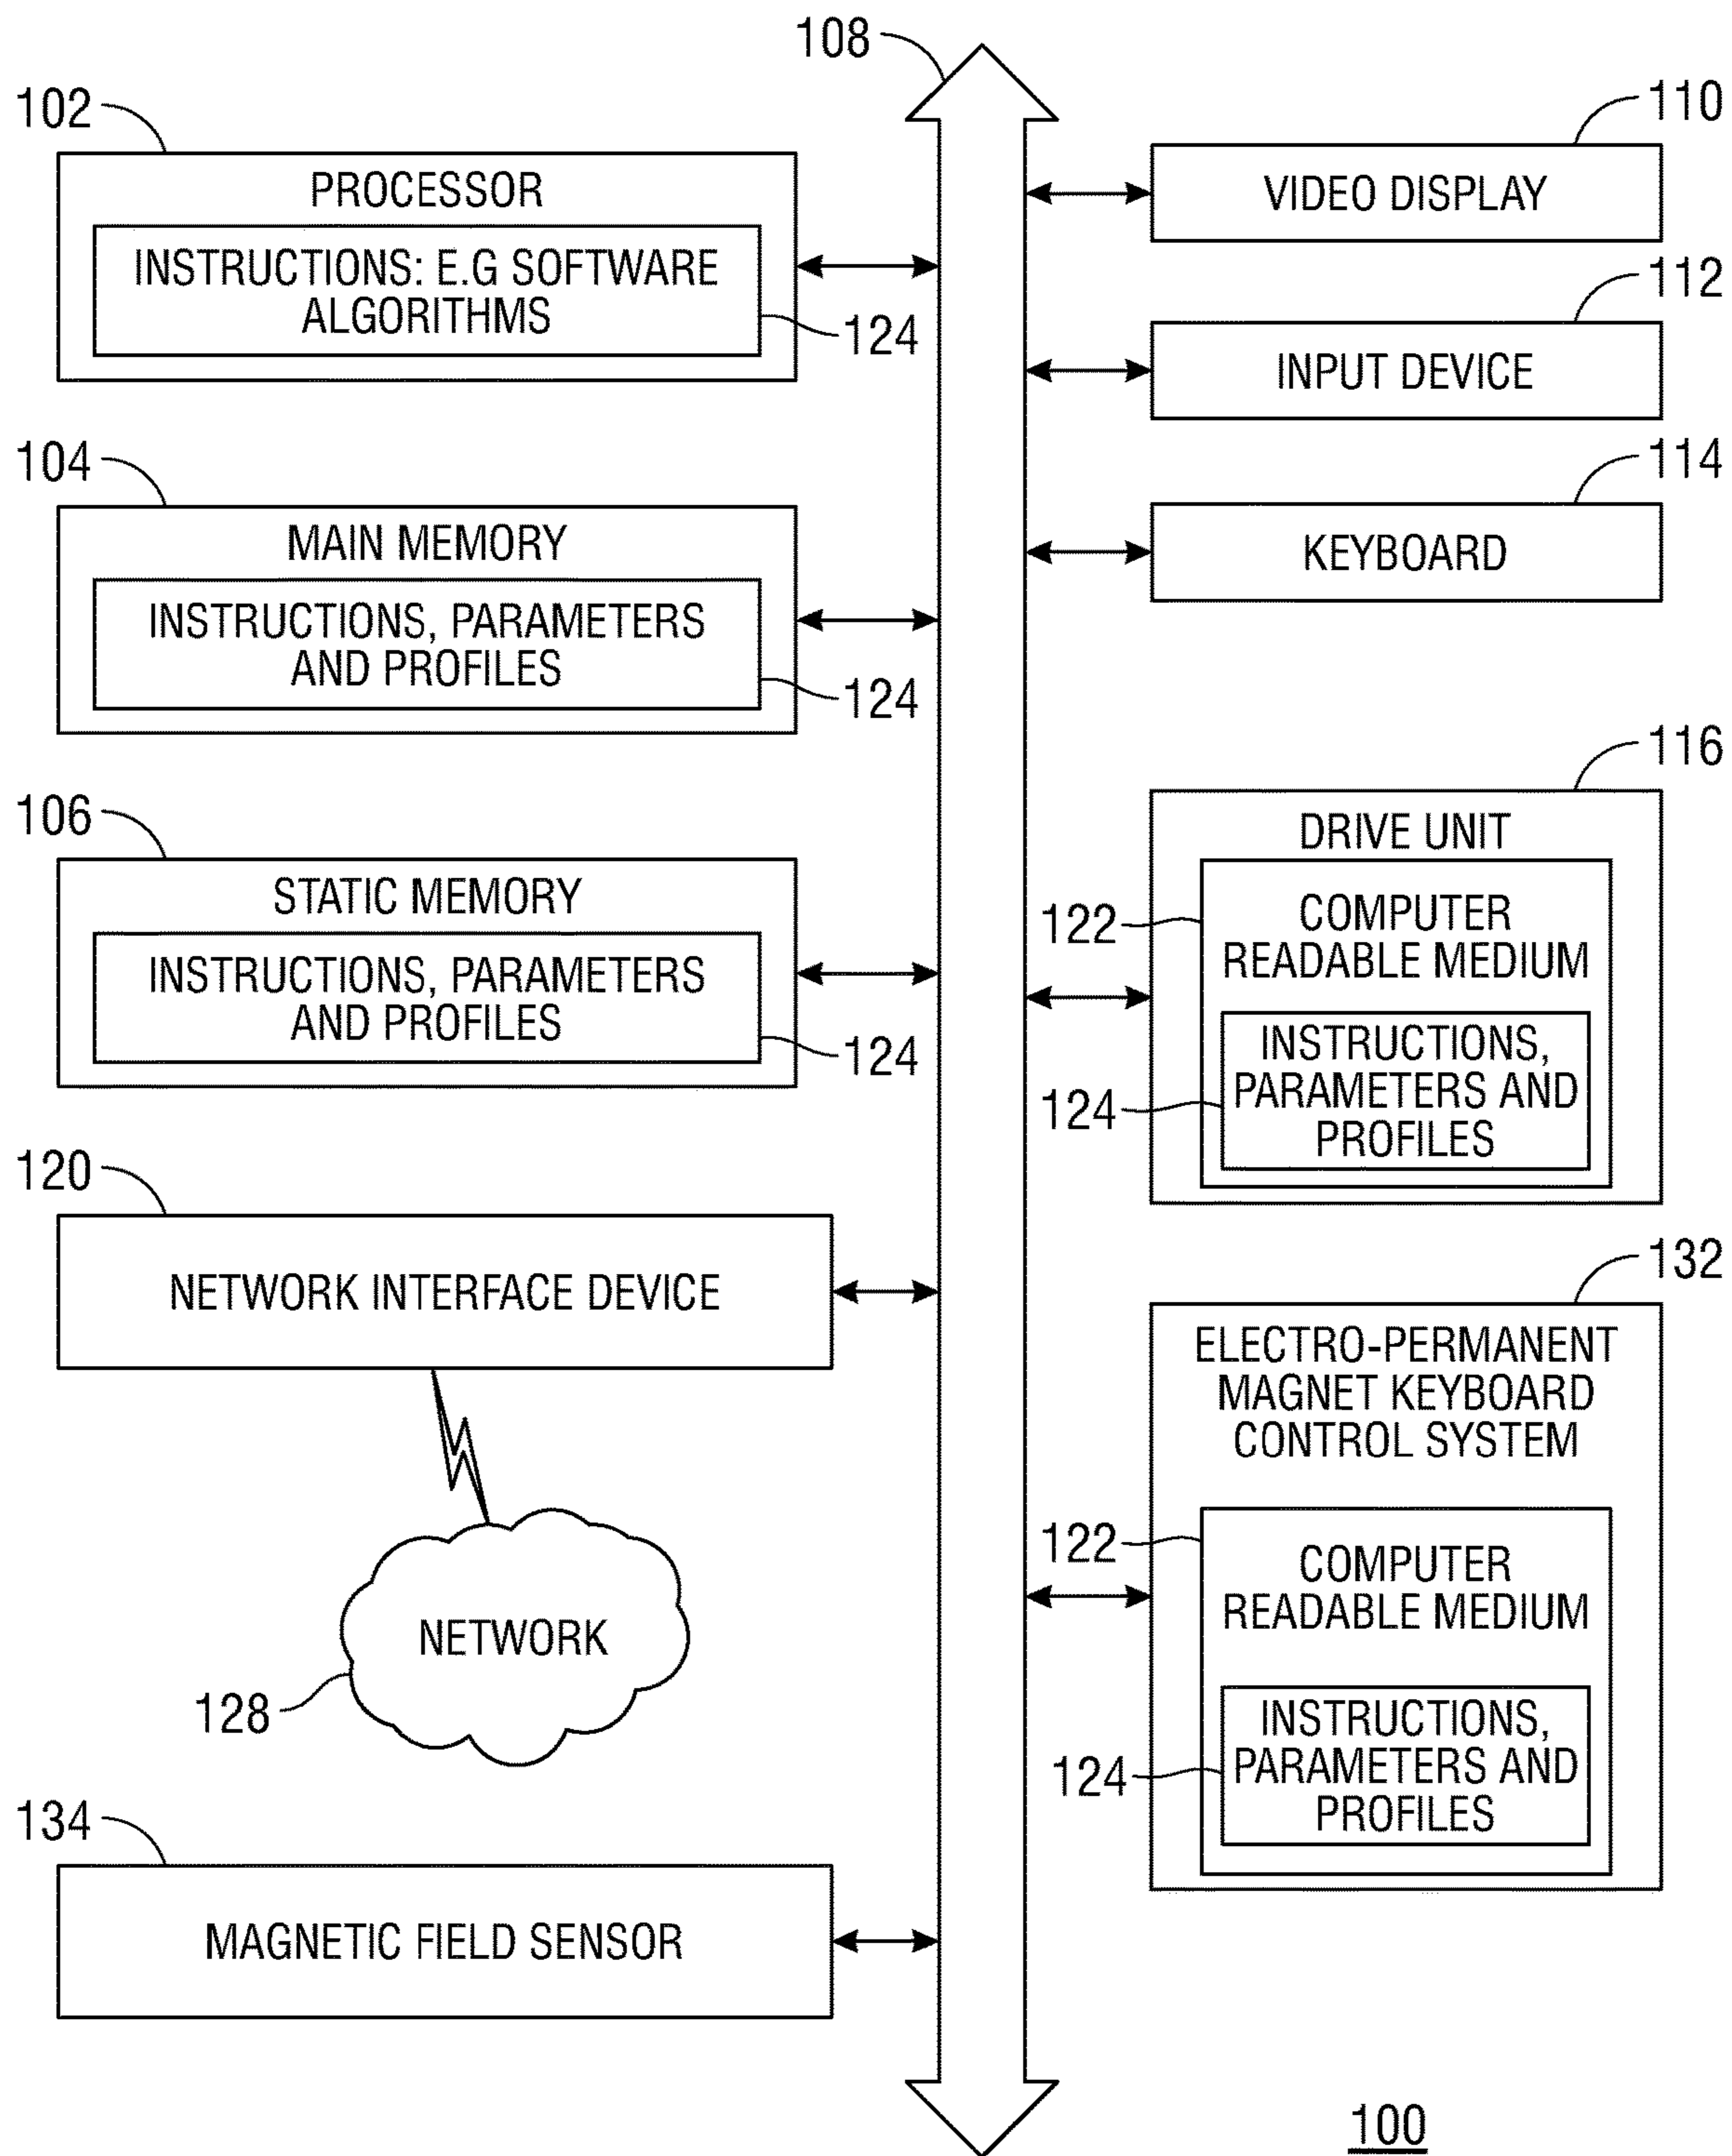 108
102
PROCESSOR
INSTRUCTIONS: E.G SOFTWARE
ALGORITHMS
124
104
MAIN MEMORY
INSTRUCTIONS, PARAMETERS
AND PROFILES
124
106
STATIC MEMORY
INSTRUCTIONS, PARAMETERS
AND PROFILES
124
120
NETWORK INTERFACE DEVICE
NETWORK
128
134
MAGNETIC FIELD SENSOR
110
VIDEO DISPLAY
112
INPUT DEVICE
114
KEYBOARD
116
DRIVE UNIT
122
COMPUTER
READABLE MEDIUM
INSTRUCTIONS,
124
PARAMETERS AND
PROFILES
132
ELECTRO-PERMANENT
MAGNET KEYBOARD
CONTROL SYSTEM
122
COMPUTER
READABLE MEDIUM
INSTRUCTIONS,
124
PARAMETERS AND
PROFILES
100